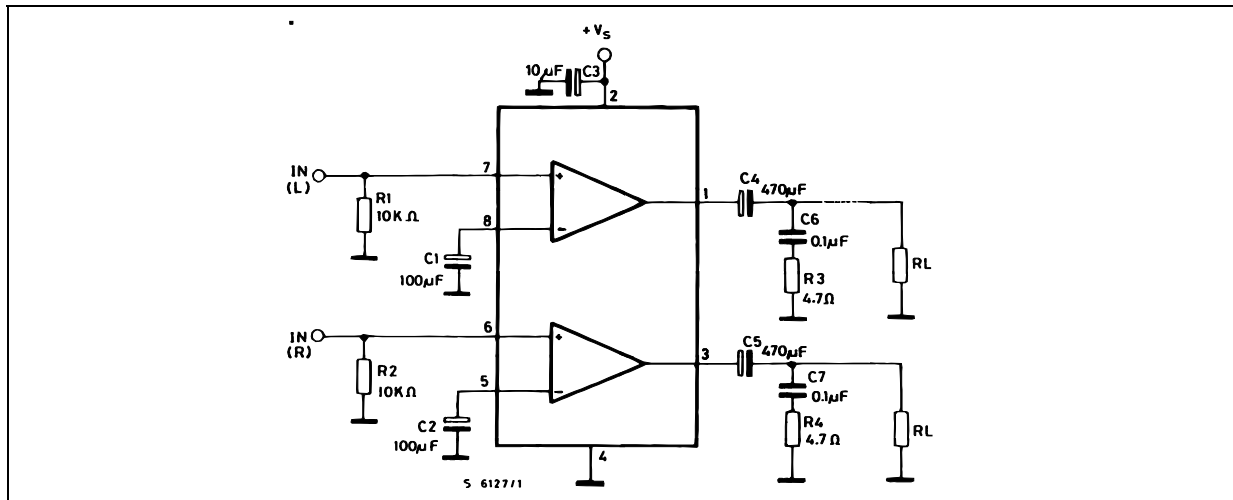 + VS
10µF
C3
2
IN
(L)
7
R1
10KΩ
8
C1
100µF
1
C4
470µF
C6
0.1µF
R3
4.7Ω
RL
IN
(R)
6
R2
10KΩ
5
C2
100µF
3
C5
470µF
C7
0.1µF
R4
4.7Ω
RL
4
S 6127/1
+
−
+
−